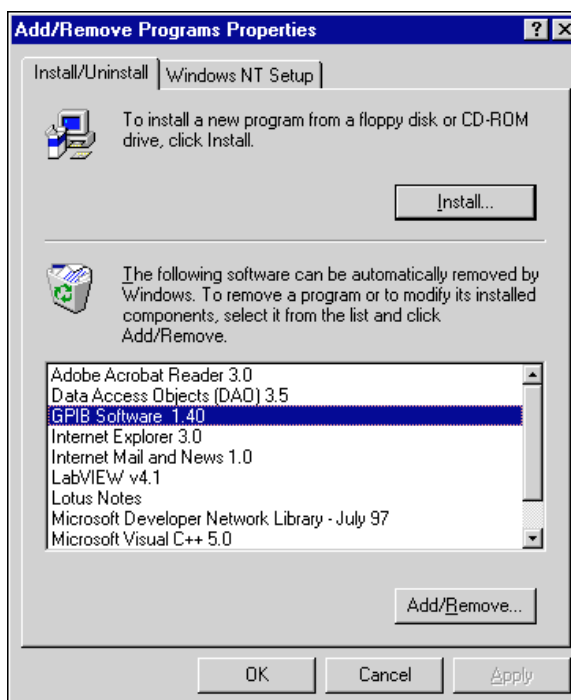 Add/Remove Programs Properties
Install/Uninstall
Windows NT Setup
To install a new program from a floppy disk or CD-ROM
drive, click Install.
Install...
The following software can be automatically removed by
Windows. To remove a program or to modify its installed
components, select it from the list and click
Add/Remove.
Adobe Acrobat Reader 3.0
Data Access Objects (DAO) 3.5
GPIB Software  1.40
Internet Explorer 3.0
Internet Mail and News 1.0
LabVIEW v4.1
Lotus Notes
Microsoft Developer Network Library - July 97
Microsoft Visual C++ 5.0
Add/Remove...
OK
Cancel
Apply